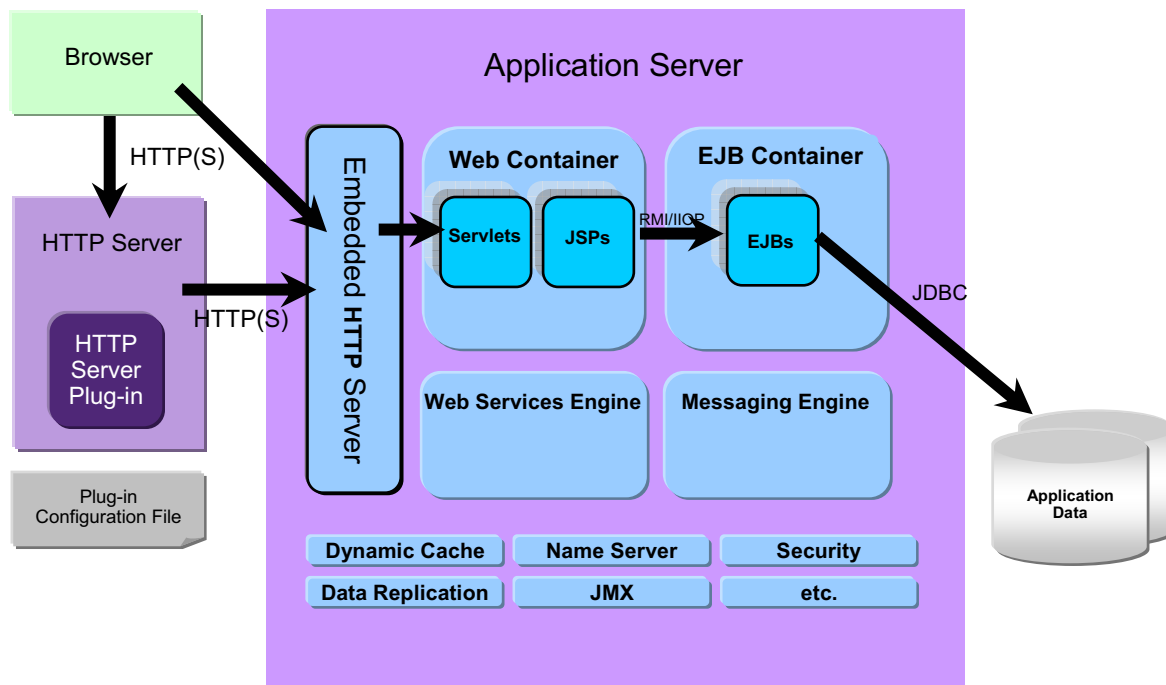 Browser
Application Server
HTTP(S)
HTTP Server
HTTP
Server
Plug-in
HTTP(S)
Plug-in
Configuration File
Embedded HTTP Server
Web Container
Servlets
JSPs
RMI/IIOP
EJB Container
EJBs
JDBC
Web Services Engine
Messaging Engine
Application
Data
Dynamic Cache
Name Server
Security
Data Replication
JMX
etc.